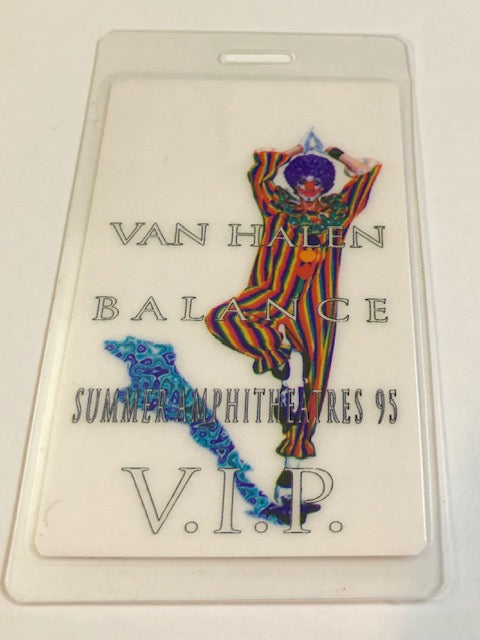 VAN HALEN
BALANCE
SUMMER AMPHITHEATRES 95
V.I.P.